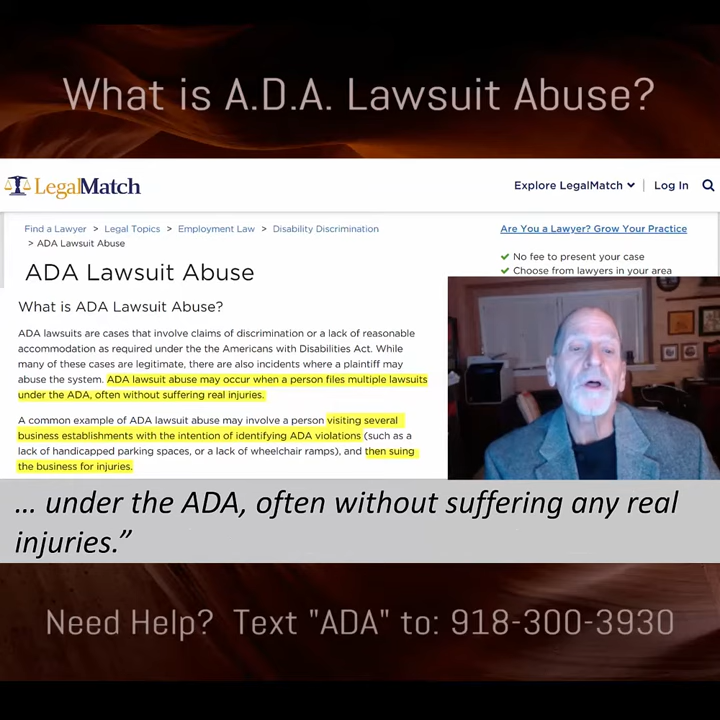 What is A.D.A. Lawsuit Abuse?
LegalMatch
Explore LegalMatch
Log In
Find a Lawyer > Legal Topics > Employment Law > Disability Discrimination
> ADA Lawsuit Abuse
Are You a Lawyer? Grow Your Practice
No fee to present your case
Choose from lawyers in your area
ADA Lawsuit Abuse
What is ADA Lawsuit Abuse?
ADA lawsuits are cases that involve claims of discrimination or a lack of reasonable
accommodation as required under the the Americans with Disabilities Act. While
many of these cases are legitimate, there are also incidents where a plaintiff may
abuse the system. ADA lawsuit abuse may occur when a person files multiple lawsuits
under the ADA, often without suffering real injuries.
A common example of ADA lawsuit abuse may involve a person visiting several
business establishments with the intention of identifying ADA violations (such as a
lack of handicapped parking spaces, or a lack of wheelchair ramps), and then suing
the business for injuries.
... under the ADA, often without suffering any real
injuries.”
Need Help? Text "ADA" to: 918-300-3930